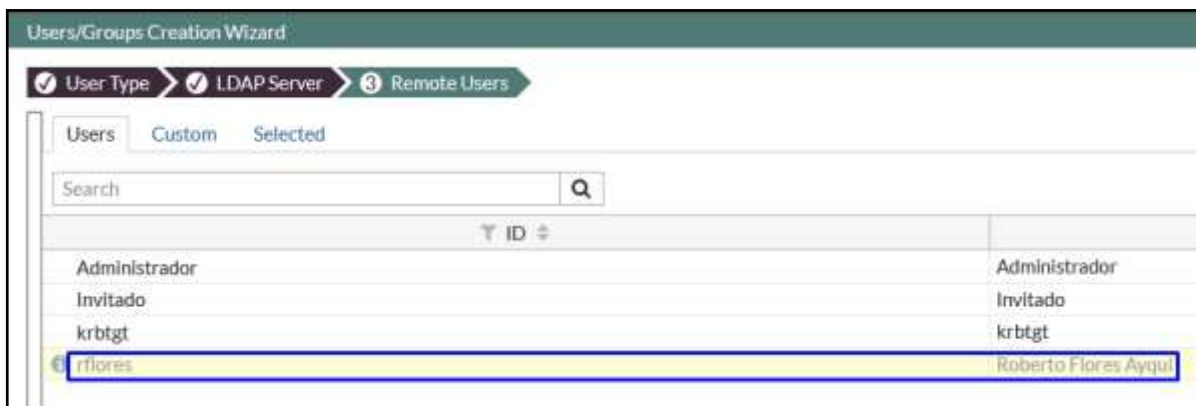 Users/Groups Creation Wizard
User Type LDAP Server 3 Remote Users
Users Custom Selected
Search
ID
Administrador Administrador
Invitado Invitado
krbtgt krbtgt
rflores Roberto Flores Ayqui